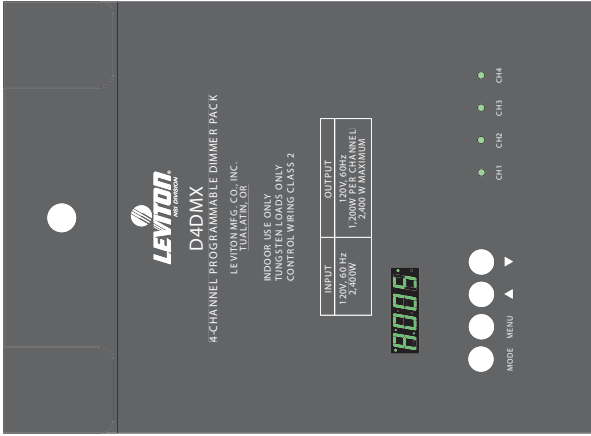 LEVITON®
NSI DIVISION
D4DMX
4-CHANNEL PROGRAMMABLE DIMMER PACK
LEVITON MFG. CO., INC.
TUALATIN, OR
INDOOR USE ONLY
TUNGSTEN LOADS ONLY
CONTROL WIRING CLASS 2
INPUT
120V, 60 Hz
2,400W
OUTPUT
120V, 60Hz
1,200W PER CHANNEL
2,400 W MAXIMUM
MODE
MENU
CH1
CH2
CH3
CH4